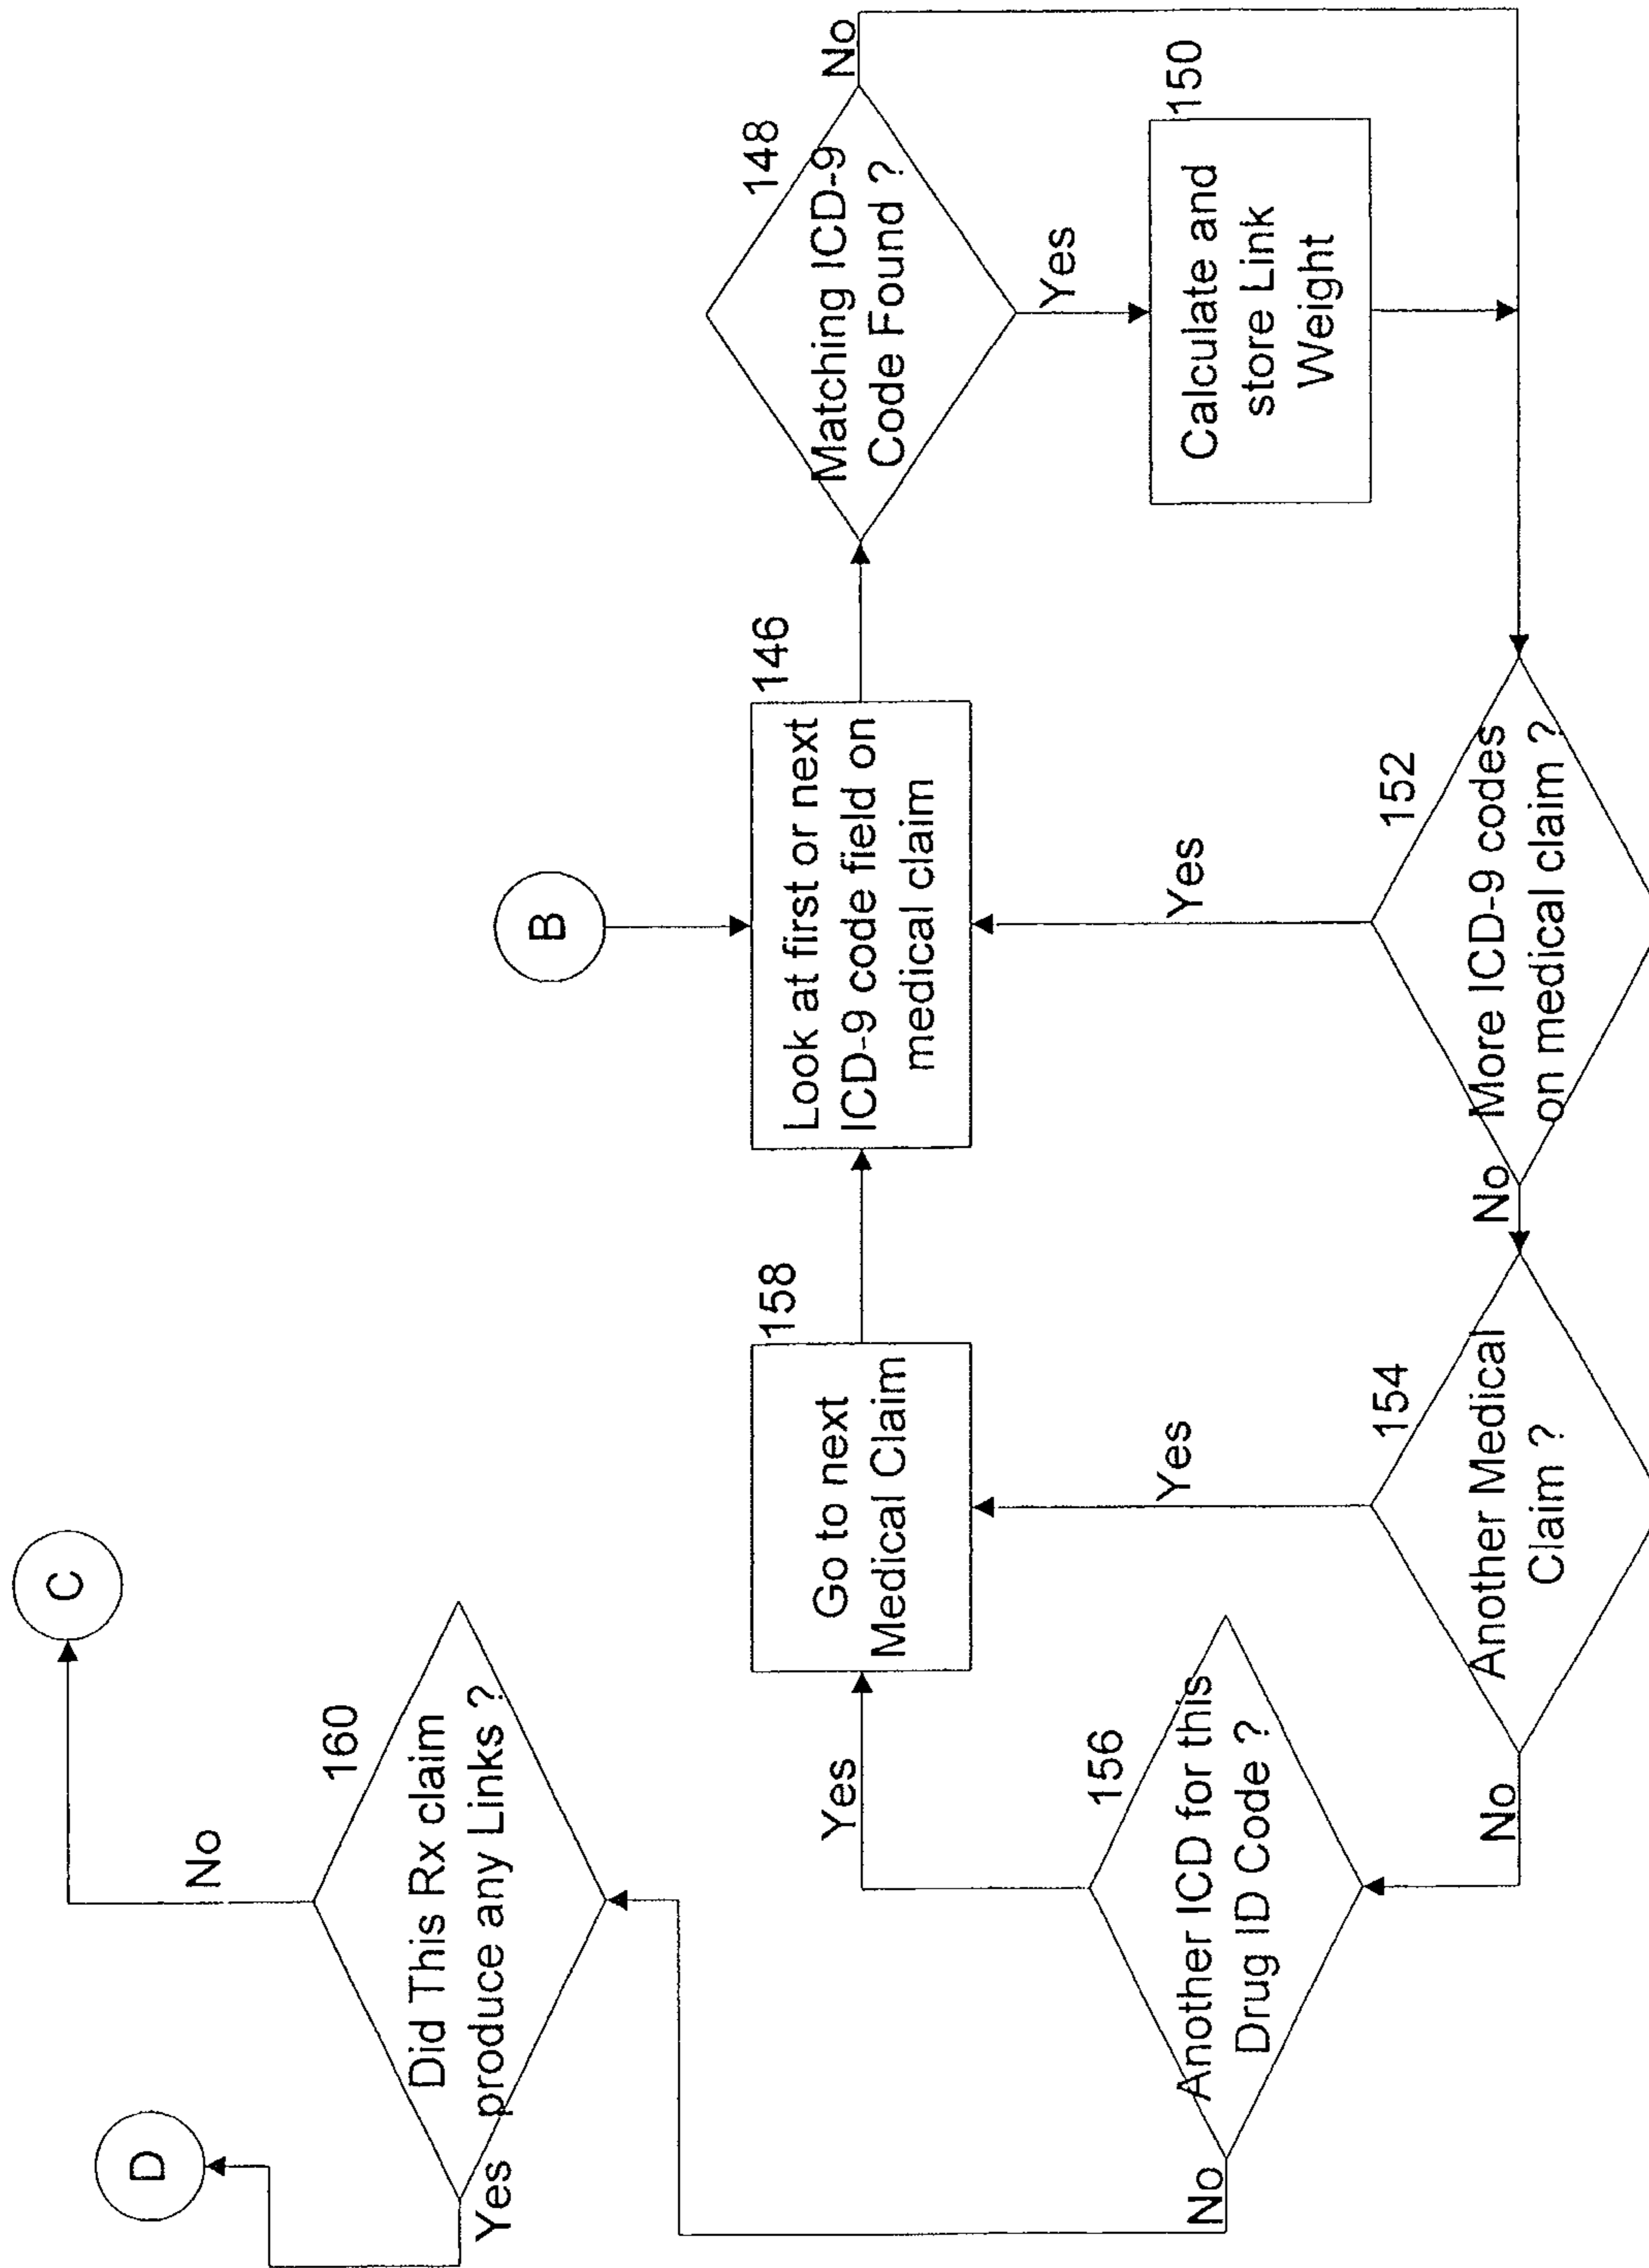 B
146
Look at first or next
ICD-9 code field on
medical claim
148
Matching ICD-9
Code Found ?
No
Yes
150
Calculate and
store Link
Weight
152
More ICD-9 codes
on medical claim ?
Yes
No
154
Another Medical
Claim ?
Yes
No
158
Go to next
Medical Claim
156
Another ICD for this
Drug ID Code ?
Yes
No
160
Did This Rx claim
produce any Links ?
No
Yes
C
D